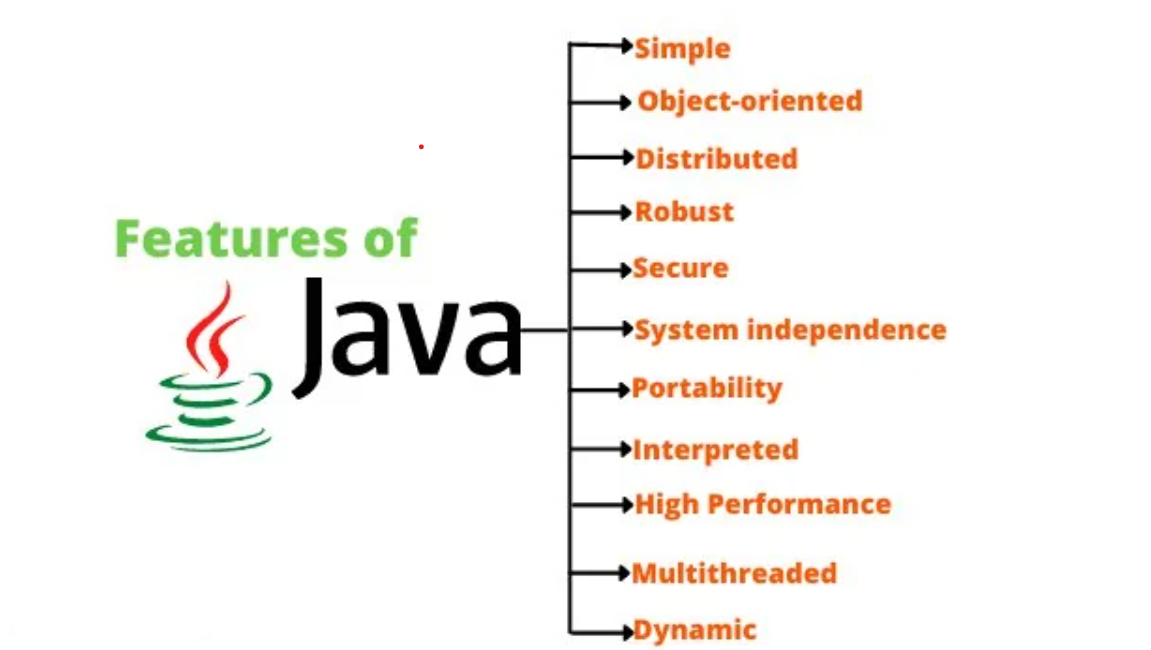 Features of
Java
Simple
Object-oriented
Distributed
Robust
Secure
System independence
Portability
Interpreted
High Performance
Multithreaded
Dynamic